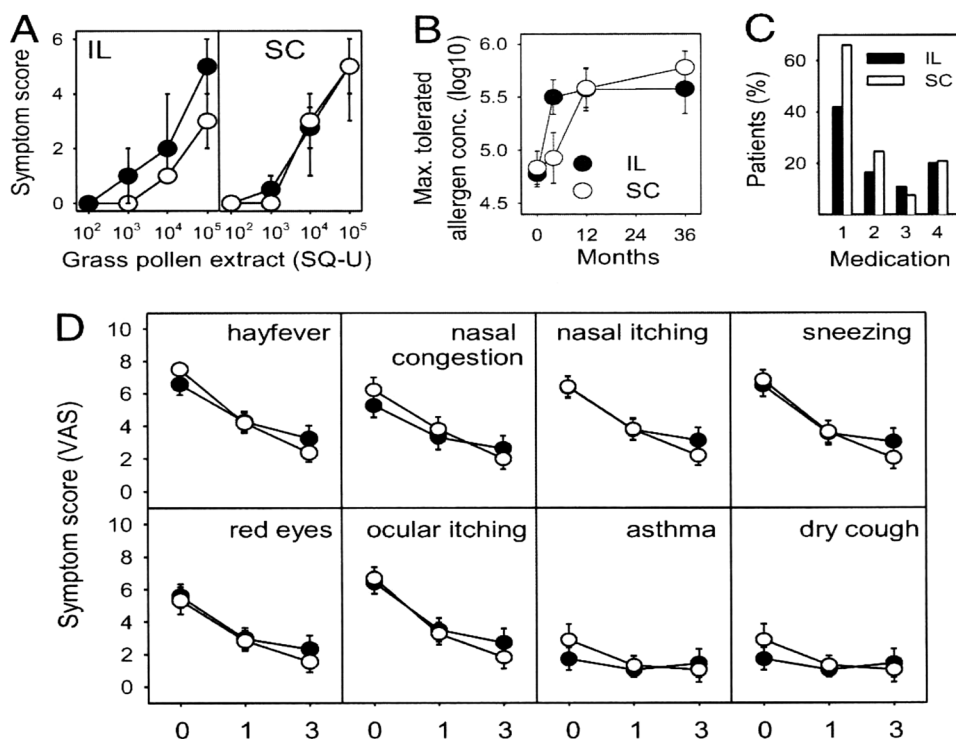 A
IL
SC
Symptom score
6
4
2
0
10² 10³ 10⁴ 10⁵ 10² 10³ 10⁴ 10⁵
Grass pollen extract (SQ-U)
B
Max. tolerated
allergen conc. (log10)
6.0
5.5
5.0
4.5
IL
SC
0 12 24 36
Months
C
Patients (%)
60
40
20
IL
SC
1 2 3 4
Medication
D
Symptom score (VAS)
10
8
6
4
2
0
hayfever
nasal
congestion
nasal itching
sneezing
10
8
6
4
2
0
red eyes
ocular itching
asthma
dry cough
0 1 3 0 1 3 0 1 3 0 1 3